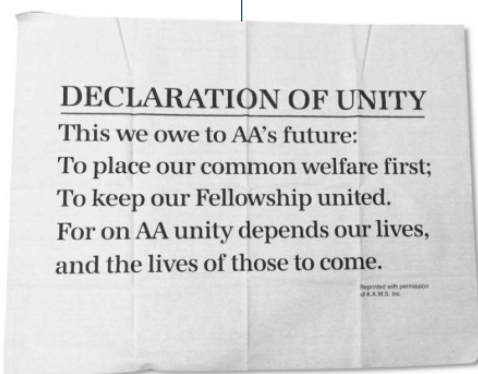 DECLARATION OF UNITY
This we owe to AA's future:
To place our common welfare first;
To keep our Fellowship united.
For on AA unity depends our lives,
and the lives of those to come.
Reprinted with permission
of A.A.W.S. Inc.